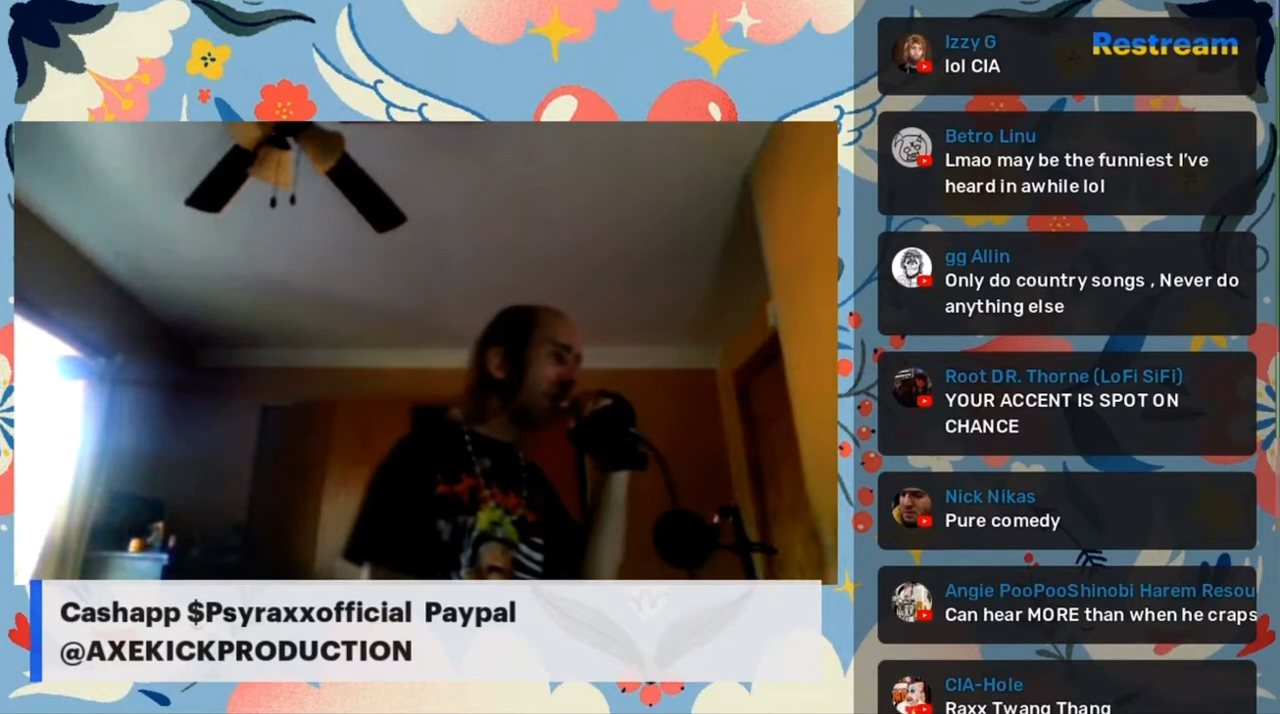 Restream
Izzy G
lol CIA
Betro Linu
Lmao may be the funniest I've
heard in awhile lol
gg Allin
Only do country songs , Never do
anything else
Root DR. Thorne (LoFi SiFi)
YOUR ACCENT IS SPOT ON
CHANCE
Nick Nikas
Pure comedy
Angie PooPooShinobi Harem Resou
Can hear MORE than when he craps
CIA-Hole
Raxx Twang Thang
Cashapp $Psyraxxofficial Paypal
@AXEKICKPRODUCTION